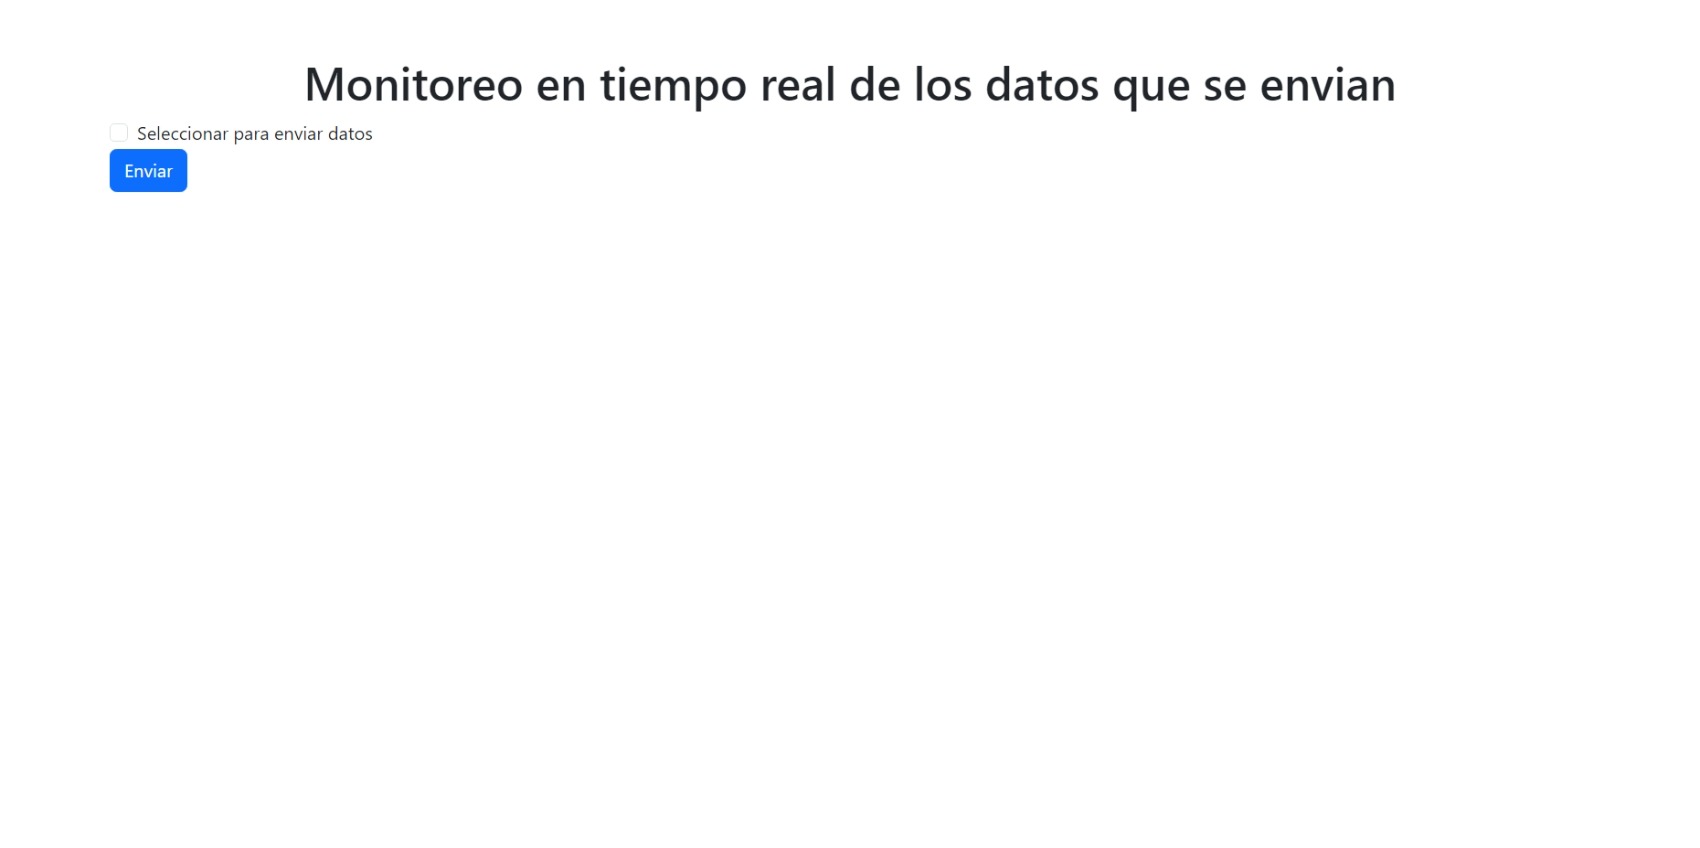 Monitoreo en tiempo real de los datos que se envian
Seleccionar para enviar datos
Enviar